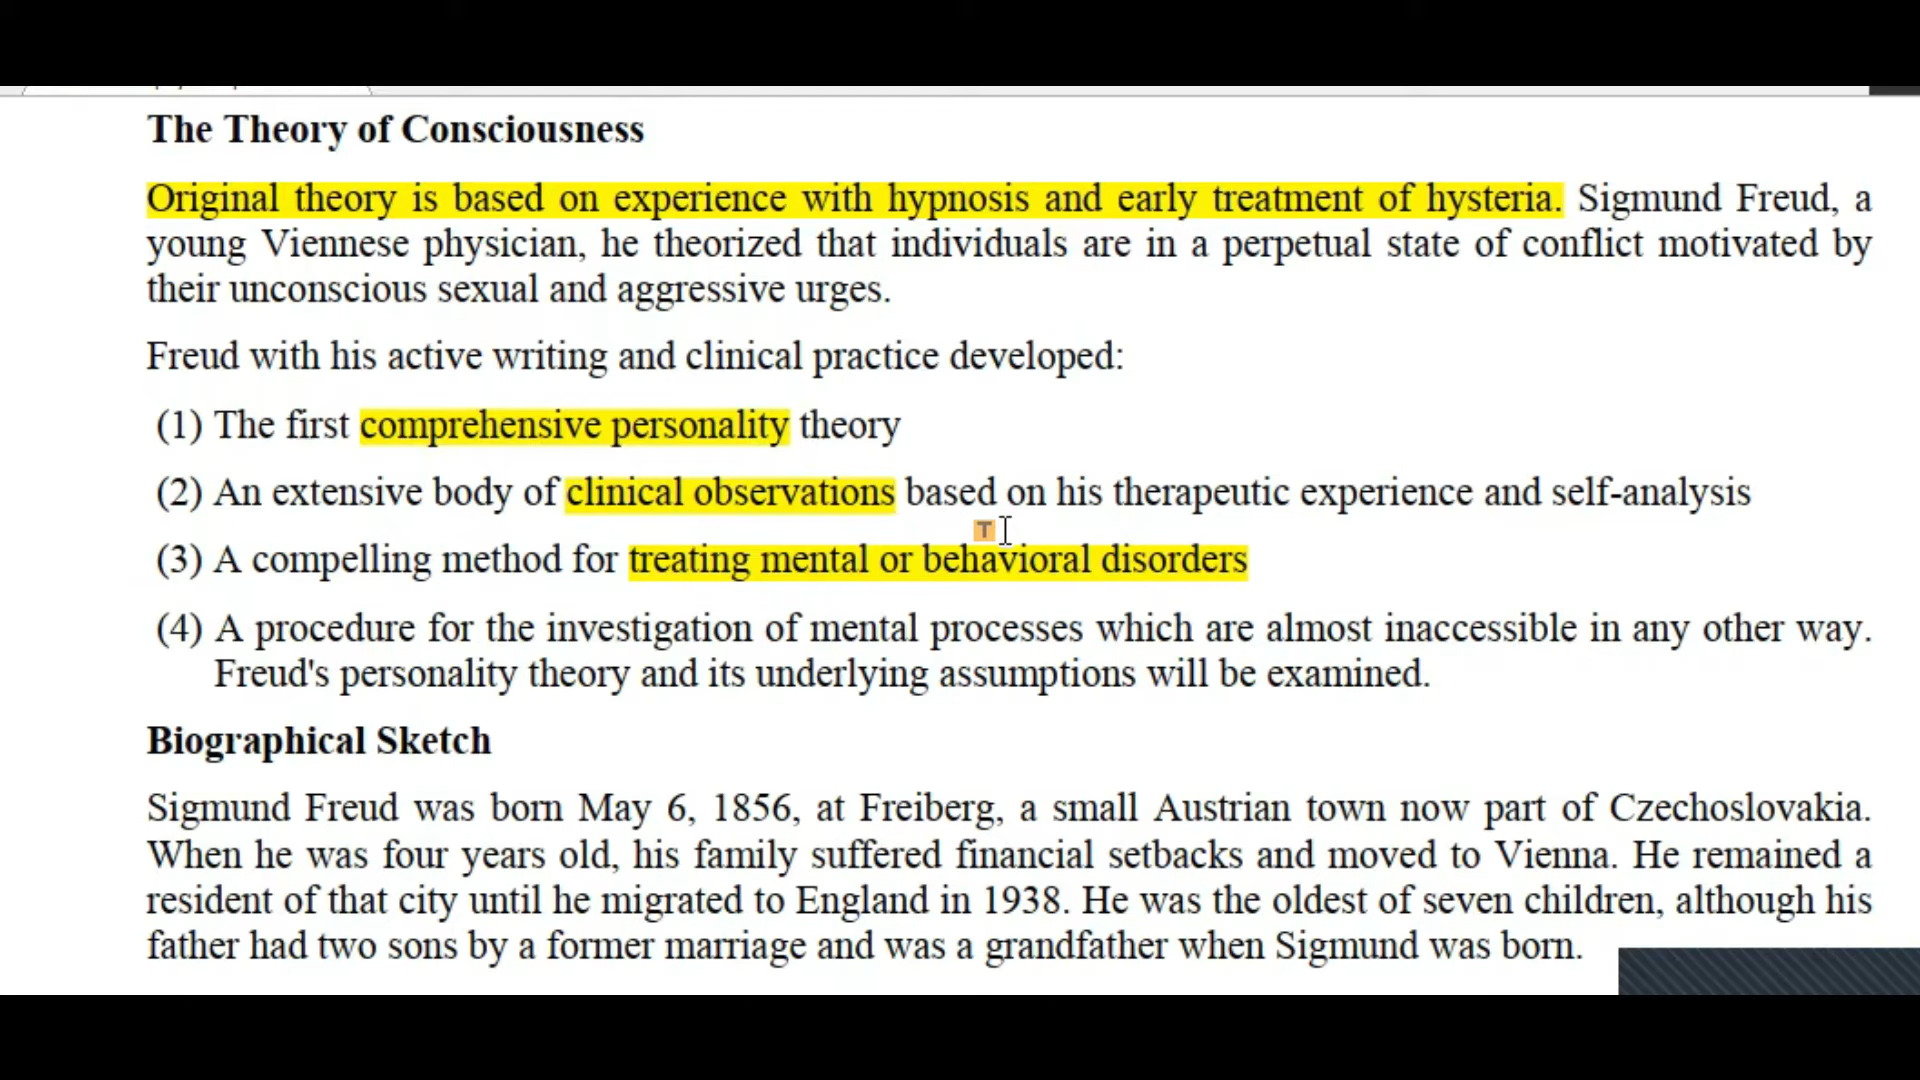 The Theory of Consciousness
Original theory is based on experience with hypnosis and early treatment of hysteria. Sigmund Freud, a
young Viennese physician, he theorized that individuals are in a perpetual state of conflict motivated by
their unconscious sexual and aggressive urges.
Freud with his active writing and clinical practice developed:
(1) The first comprehensive personality theory
(2) An extensive body of clinical observations based on his therapeutic experience and self-analysis
T
(3) A compelling method for treating mental or behavioral disorders
(4) A procedure for the investigation of mental processes which are almost inaccessible in any other way.
Freud's personality theory and its underlying assumptions will be examined.
Biographical Sketch
Sigmund Freud was born May 6, 1856, at Freiberg, a small Austrian town now part of Czechoslovakia.
When he was four years old, his family suffered financial setbacks and moved to Vienna. He remained a
resident of that city until he migrated to England in 1938. He was the oldest of seven children, although his
father had two sons by a former marriage and was a grandfather when Sigmund was born.